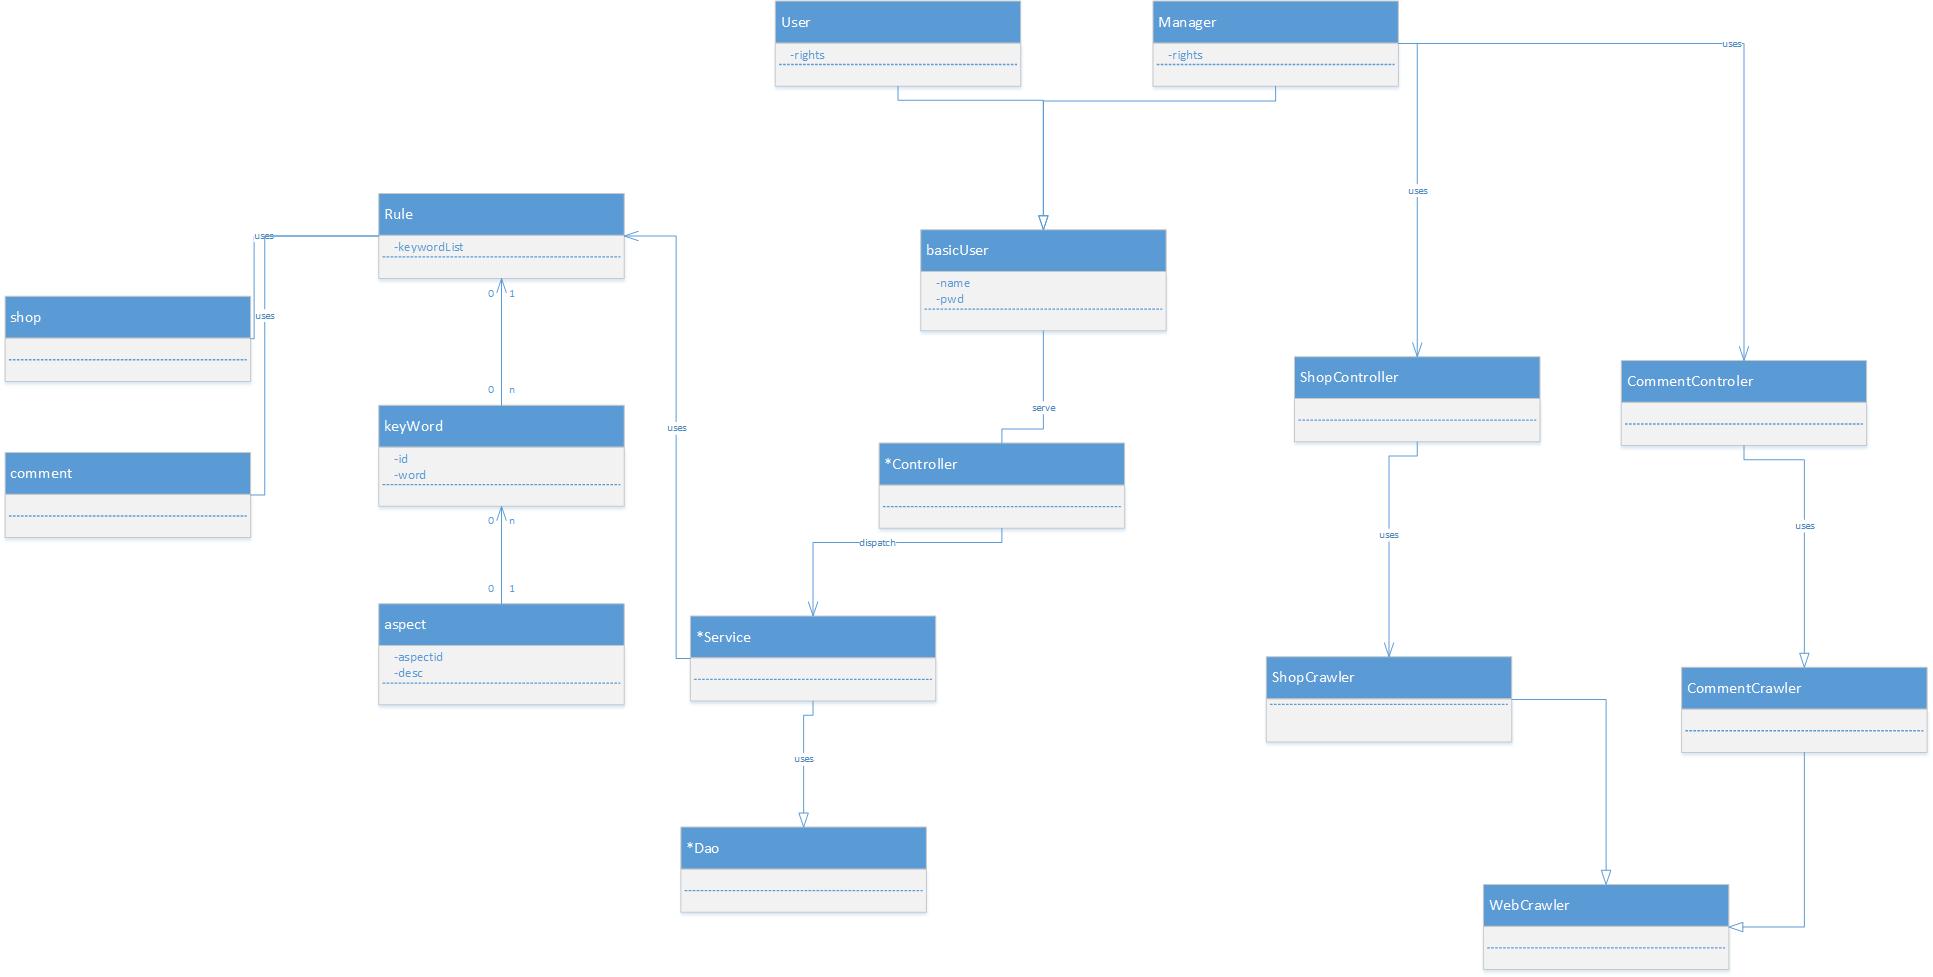 User
-rights
Manager
-rights
uses
uses
Rule
-keywordList
uses
uses
shop
comment
0 1
0 n
keyWord
-id
-word
0 n
0 1
aspect
-aspectid
-desc
uses
basicUser
-name
-pwd
serve
*Controller
dispatch
*Service
uses
*Dao
ShopController
CommentControler
uses
uses
ShopCrawler
CommentCrawler
WebCrawler